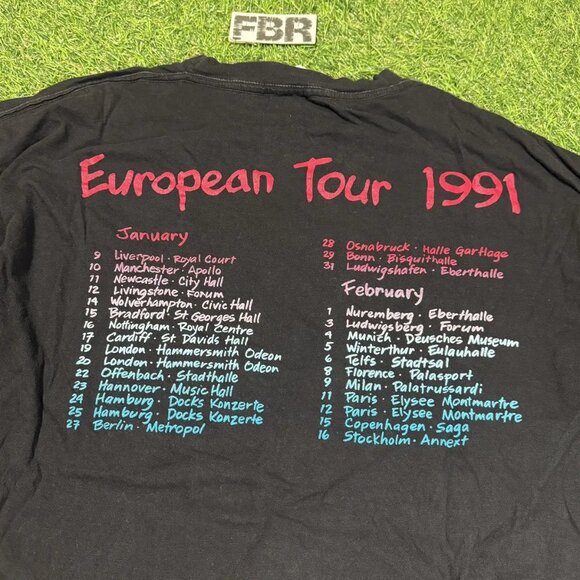 FBR
European Tour 1991
January
9 Liverpool · Royal Court
10 Manchester · Apollo
11 Newcastle · City Hall
12 Livingstone · Forum
14 Wolverhampton · Civic Hall
15 Bradford · St Georges Hall
16 Nottingham · Royal Centre
17 Cardiff · St Davids Hall
19 London · Hammersmith Odeon
20 London · Hammersmith Odeon
22 Offenbach · Stadthalle
23 Hannover · Music Hall
24 Hamburg · Docks Konzerte
25 Hamburg · Docks Konzerte
27 Berlin · Metropol
28 Osnabruck · Halle Gartlage
29 Bonn · Bisquithalle
31 Ludwigshafen · Eberthalle
February
1 Nuremberg · Eberthalle
3 Ludwigsberg · Forum
4 Munich · Deutsches Museum
5 Winterthur · Eulauhalle
6 Telfs · Stadtsal
8 Florence · Palasport
9 Milan · Palatrussardi
11 Paris · Elysee Montmartre
12 Paris · Elysee Montmartre
15 Copenhagen · Saga
16 Stockholm · Annext